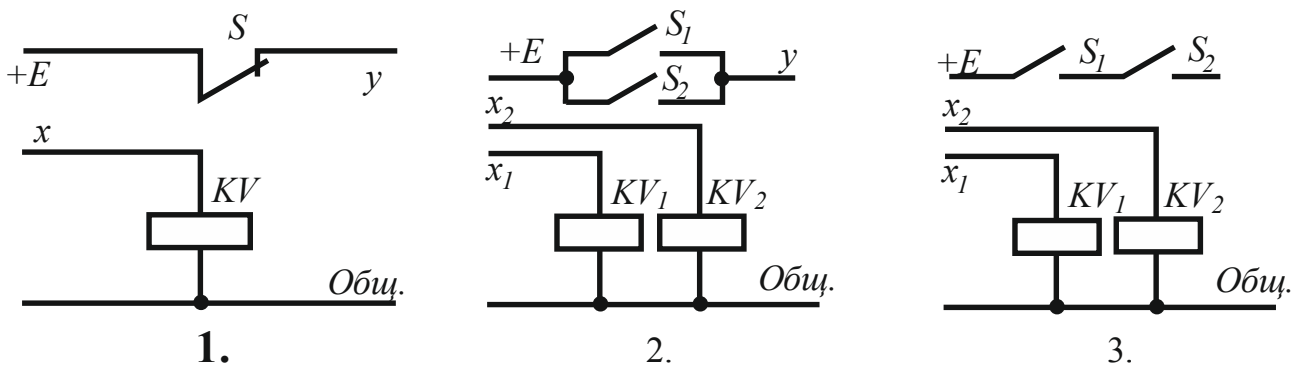 S
+E
y
x
KV
Общ.
1.
S₁
+E
y
S₂
x₂
x₁
KV₁ KV₂
Общ.
2.
+E S₁ S₂
x₂
x₁
KV₁ KV₂
Общ.
3.